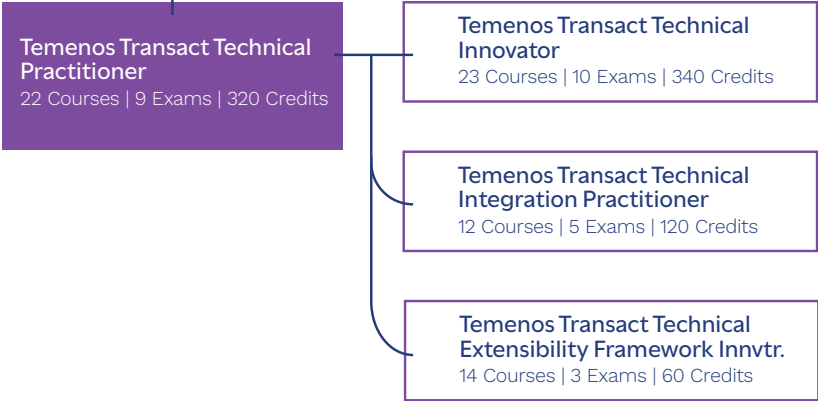 Temenos Transact Technical
Practitioner
22 Courses | 9 Exams | 320 Credits
Temenos Transact Technical
Innovator
23 Courses | 10 Exams | 340 Credits
Temenos Transact Technical
Integration Practitioner
12 Courses | 5 Exams | 120 Credits
Temenos Transact Technical
Extensibility Framework Innvtr.
14 Courses | 3 Exams | 60 Credits